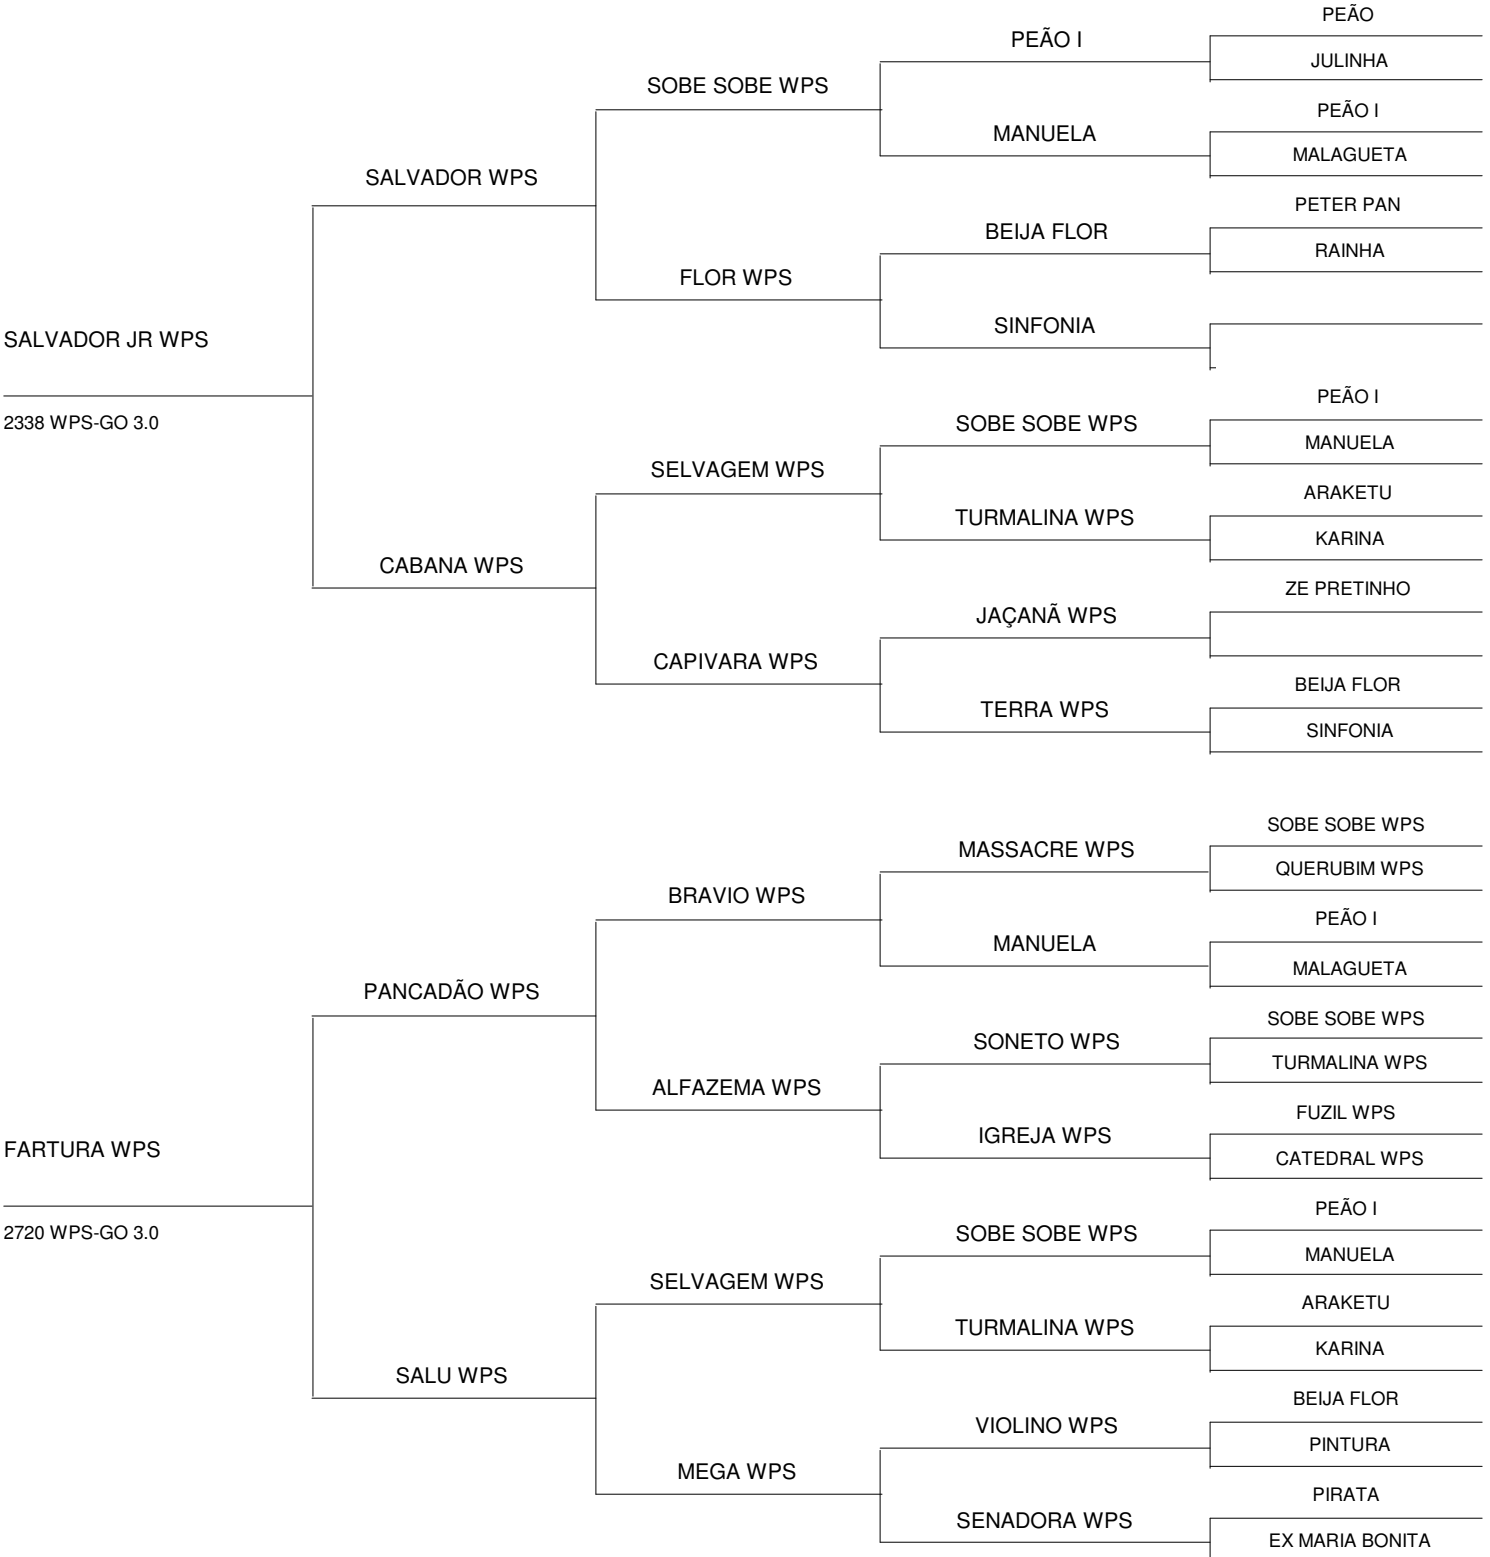 PEÃO
PEÃO I
JULINHA
SOBE SOBE WPS
PEÃO I
MANUELA
MALAGUETA
SALVADOR WPS
PETER PAN
BEIJA FLOR
RAINHA
FLOR WPS
SINFONIA
SALVADOR JR WPS
PEÃO I
2338 WPS-GO 3.0
SOBE SOBE WPS
MANUELA
SELVAGEM WPS
ARAKETU
TURMALINA WPS
KARINA
CABANA WPS
ZE PRETINHO
JAÇANÃ WPS
CAPIVARA WPS
BEIJA FLOR
TERRA WPS
SINFONIA
SOBE SOBE WPS
MASSACRE WPS
QUERUBIM WPS
BRAVIO WPS
PEÃO I
MANUELA
MALAGUETA
PANCADÃO WPS
SOBE SOBE WPS
SONETO WPS
TURMALINA WPS
ALFAZEMA WPS
FUZIL WPS
IGREJA WPS
CATEDRAL WPS
FARTURA WPS
PEÃO I
2720 WPS-GO 3.0
SOBE SOBE WPS
MANUELA
SELVAGEM WPS
ARAKETU
TURMALINA WPS
KARINA
SALU WPS
BEIJA FLOR
VIOLINO WPS
PINTURA
MEGA WPS
PIRATA
SENADORA WPS
EX MARIA BONITA